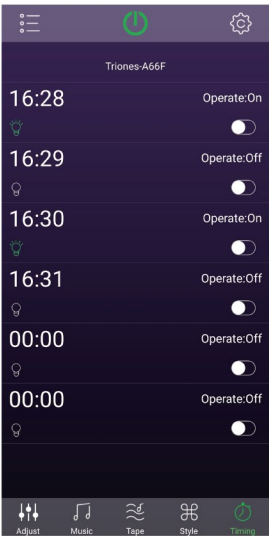 Triones-A66F
16:28 Operate:On
16:29 Operate:Off
16:30 Operate:On
16:31 Operate:Off
00:00 Operate:Off
00:00 Operate:Off
Adjust Music Tape Style Timing